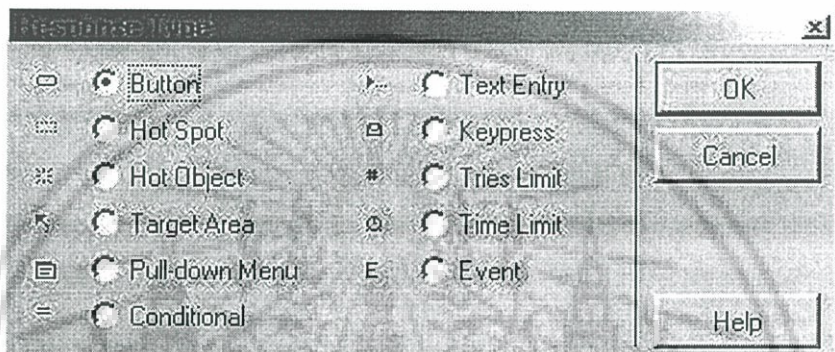 Response Type
Button
Hot Spot
Hot Object
Target Area
Pull-down Menu
Conditional
Text Entry
Keypress
# Tries Limit
Time Limit
E Event
OK
Cancel
Help